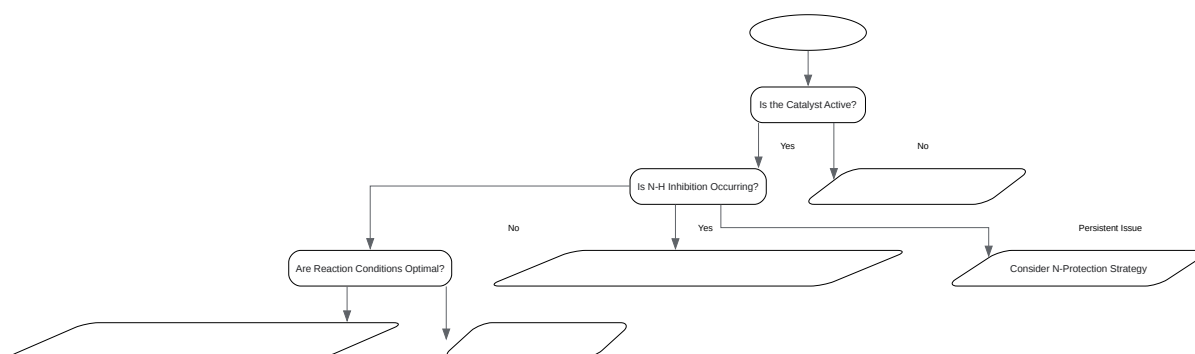 Is the Catalyst Active?
Yes
No
Is N-H Inhibition Occurring?
No
Yes
Persistent Issue
Are Reaction Conditions Optimal?
Consider N-Protection Strategy